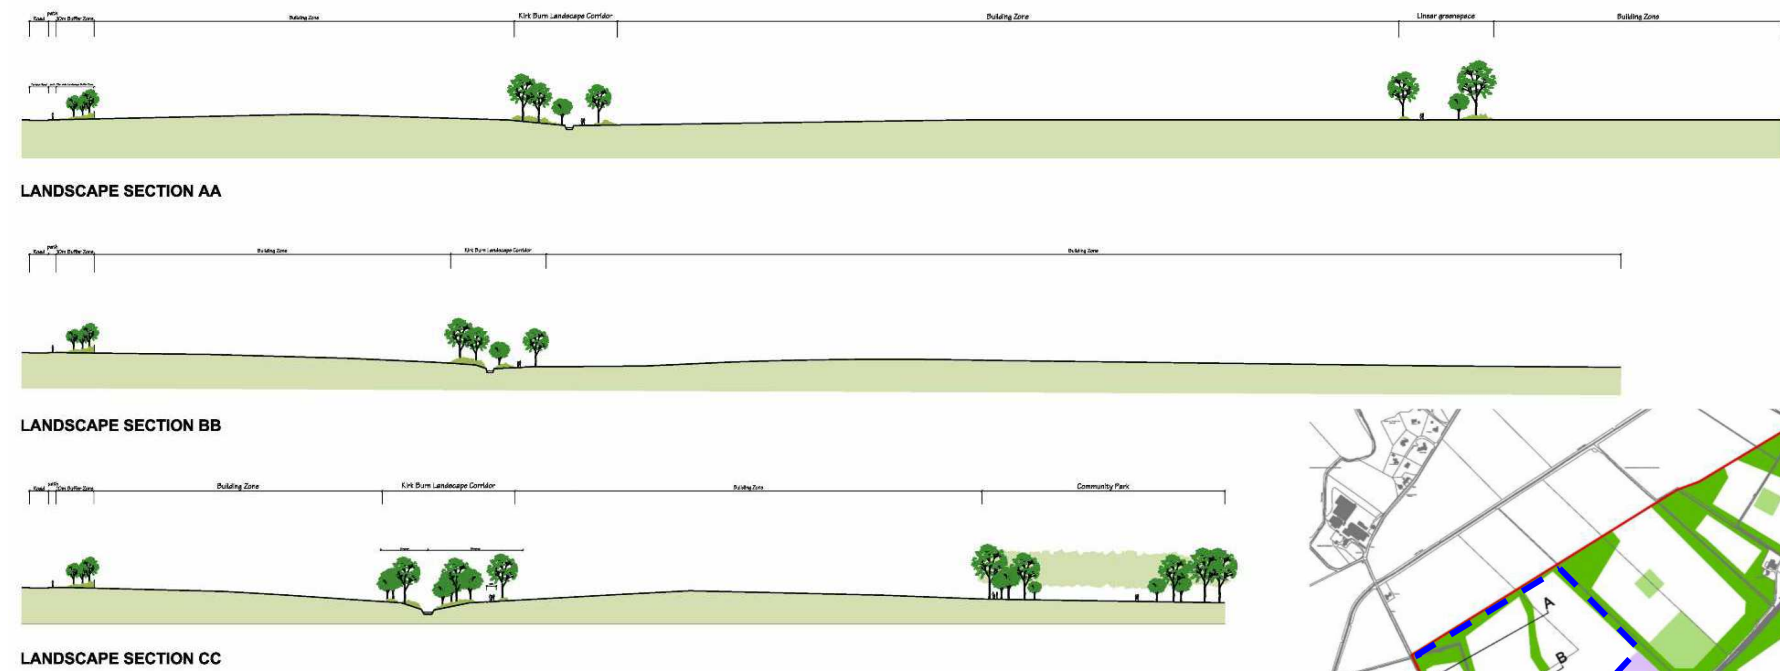 path
Road 10m Buffer Zone Building Zone Kirk Burn Landscape Corridor Building Zone Linear greenspace Building Zone
LANDSCAPE SECTION AA
path
Road 10m Buffer Zone Building Zone Kirk Burn Landscape Corridor Building Zone
LANDSCAPE SECTION BB
path
Road 10m Buffer Zone Building Zone Kirk Burn Landscape Corridor Building Zone Community Park
LANDSCAPE SECTION CC
A
B